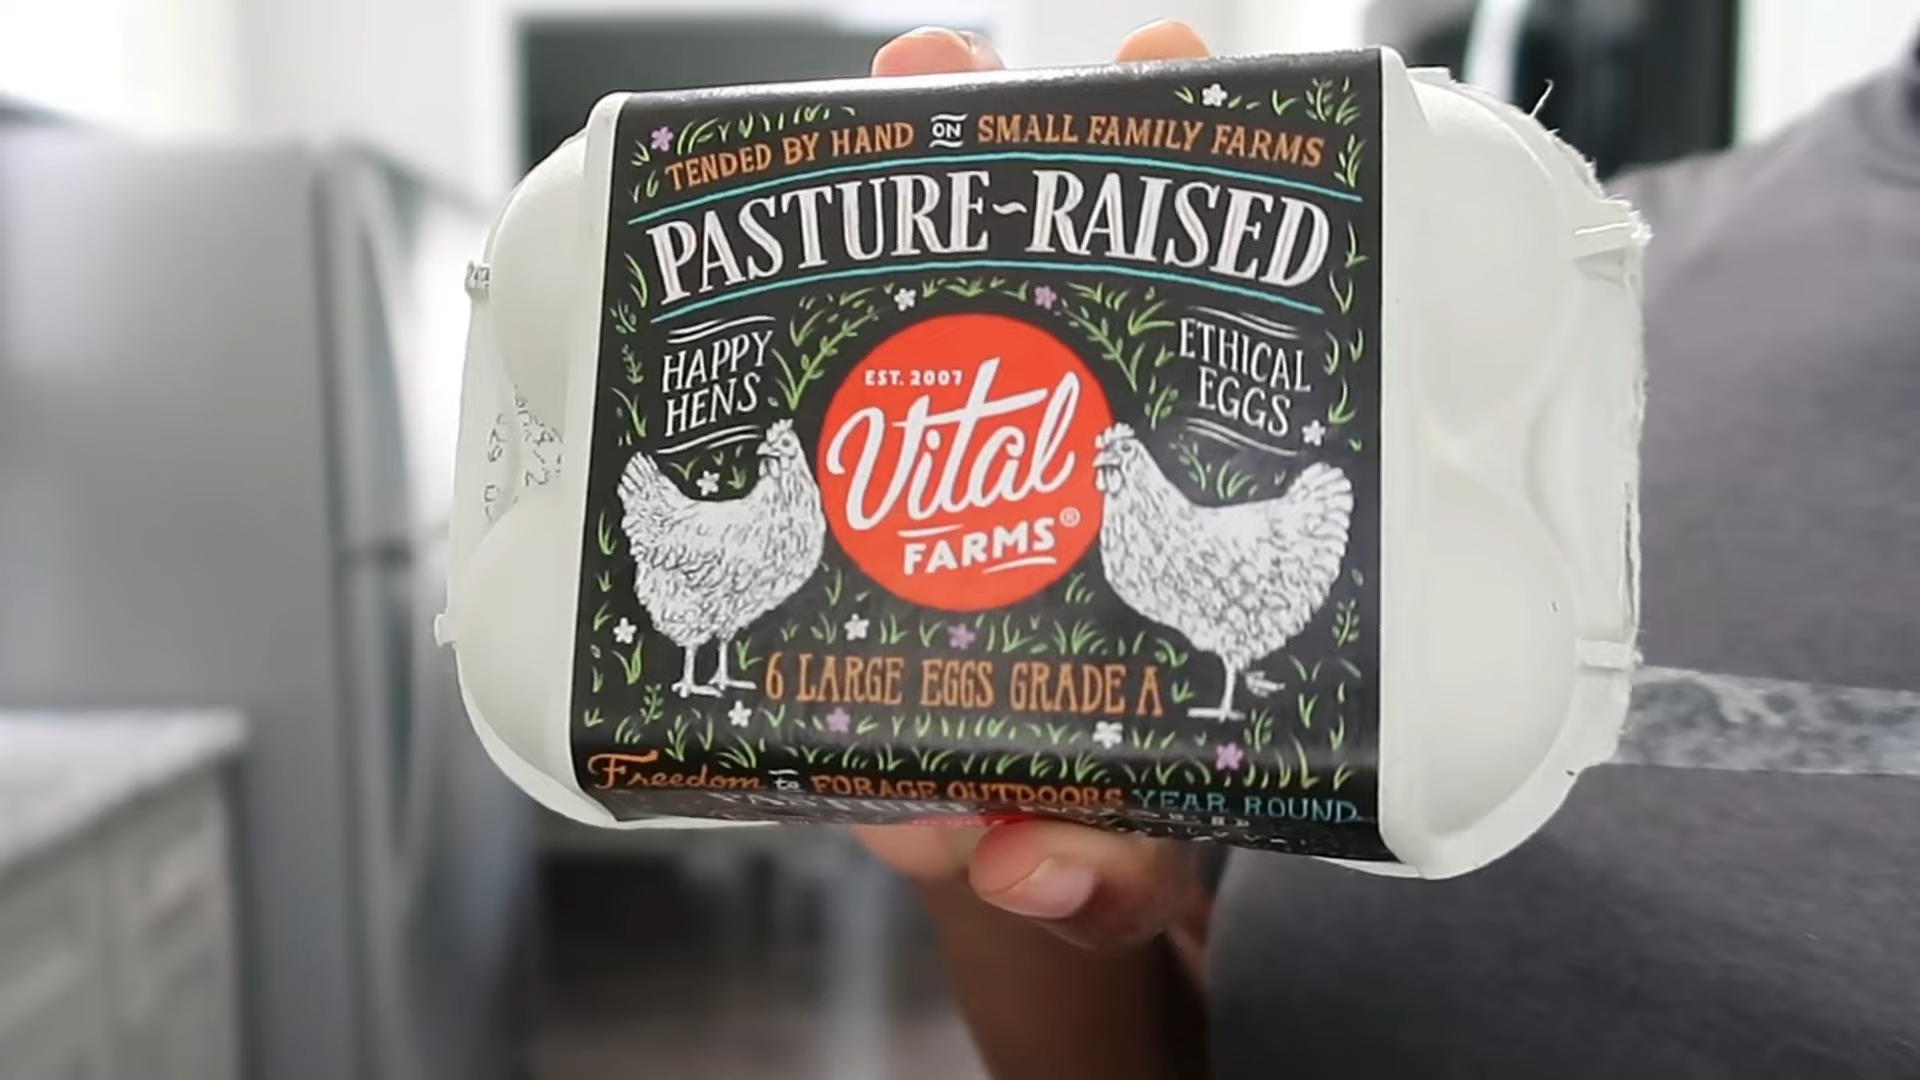 TENDED BY HAND ON SMALL FAMILY FARMS
PASTURE~RAISED
HAPPY
HENS
ETHICAL
EGGS
EST. 2007
Vital
FARMS®
6 LARGE EGGS GRADE A
Freedom to FORAGE OUTDOORS YEAR ROUND